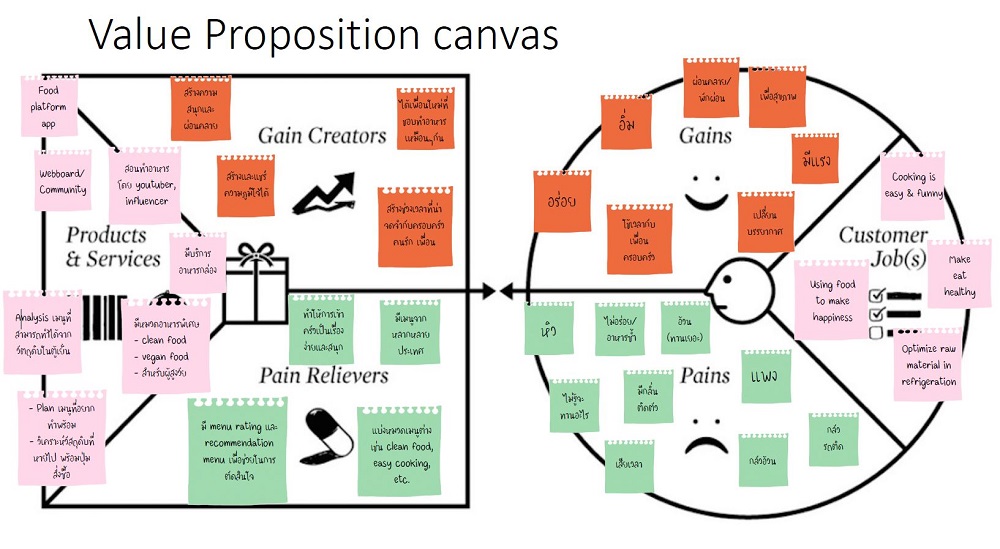 Value Proposition canvas
Food
platform
app
Webboard/
Community
สอนทำอาหาร
โดย youtuber,
influencer
Products
& Services
มีบริการ
อาหารกล่อง
Analysis เมนูที่
สามารถทำได้จาก
วัตถุดิบในตู้เย็น
มีหมวดอาหารพิเศษ
- clean food
- vegan food
- สำหรับผู้สูงวัย
- Plan เมนูที่อยาก
ทำพร้อม
- วิเคราะห์วัสถุดิบที่
หายไป พร้อมปุ่ม
สั่งซื้อ
สร้างความ
สนุกและ
ผ่อนคลาย
Gain Creators
ได้เพื่อนใหม่ที่
ชอบทำอาหาร
เหมือนๆกัน
สร้างและแชร์
ความภูมิใจได้
สร้างช่วงเวลาที่น่า
จดจำกับครอบครัว
คนรัก เพื่อน
ทำให้การเข้า
ครัวเป็นเรื่อง
ง่ายและสนุก
มีเมนูจาก
หลากหลาย
ประเทศ
Pain Relievers
มี menu rating และ
recommendation
menu เพื่อช่วยในการ
ตัดสินใจ
แบ่งหมวดเมนูต่าง
เช่น clean food,
easy cooking,
etc.
ผ่อนคลาย/
พักผ่อน
เพื่อสุขภาพ
อิ่ม
Gains
มีแรง
อร่อย
ใช้เวลากับ
เพื่อน
ครอบครัว
เปลี่ยน
บรรยากาศ
Cooking is
easy & funny
Customer
Job(s)
Make
eat
healthy
Using food
to make
happiness
Optimize raw
material in
refrigeration
หิว
ไม่อร่อย/
อาหารซ้ำ
อ้วน
(ทานเยอะ)
Pains
แพง
ไม่รู้จะ
ทานอะไร
มีกลิ่น
ติดตัว
เสียเวลา
กลัวอ้วน
กลัว
รถติด